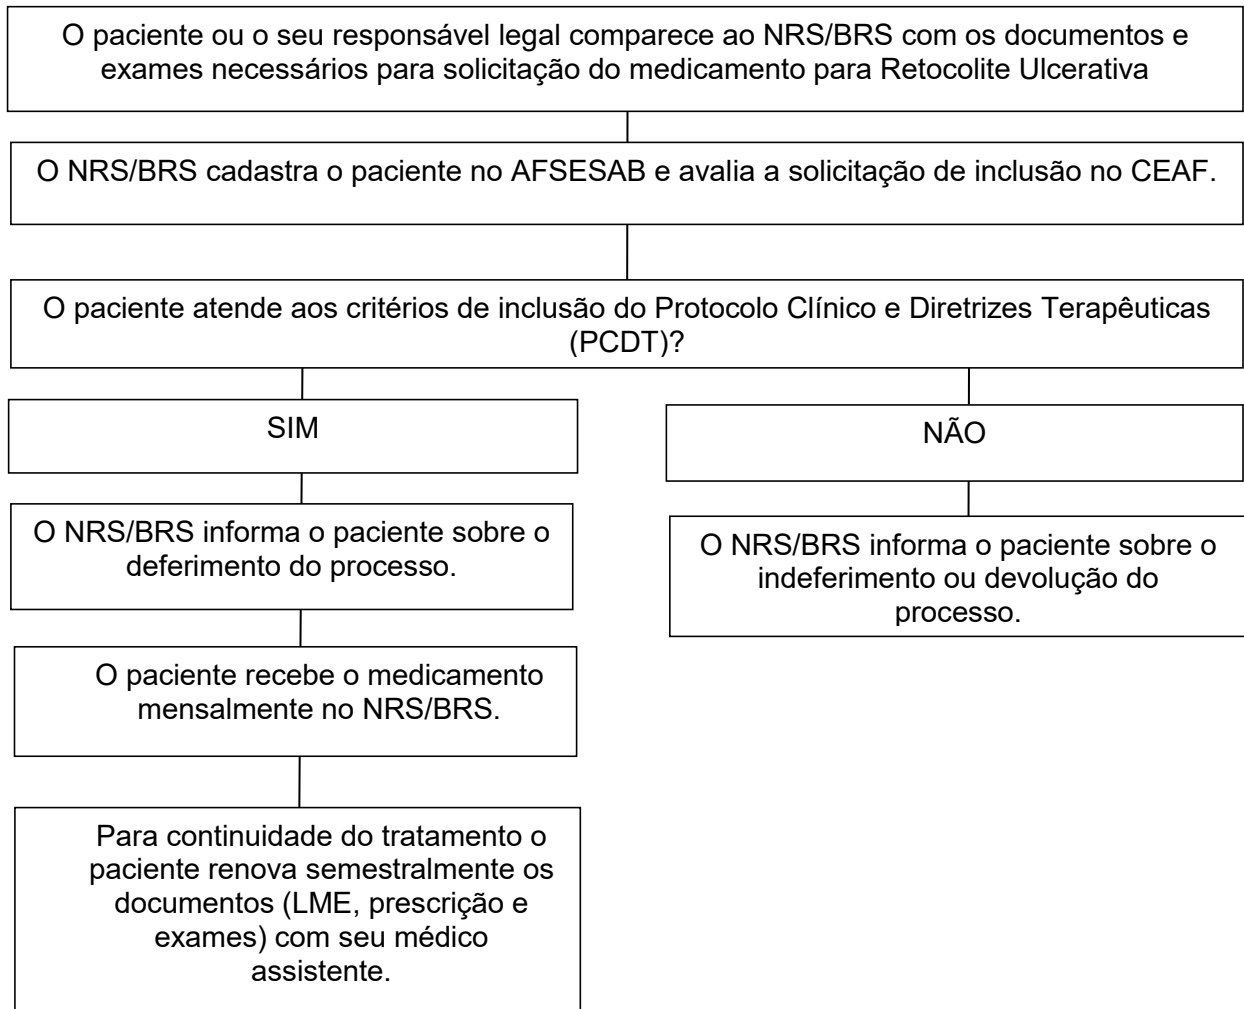 O paciente ou o seu responsável legal comparece ao NRS/BRS com os documentos e
exames necessários para solicitação do medicamento para Retocolite Ulcerativa
O NRS/BRS cadastra o paciente no AFSESAB e avalia a solicitação de inclusão no CEAF.
O paciente atende aos critérios de inclusão do Protocolo Clínico e Diretrizes Terapêuticas
(PCDT)?
SIM
O NRS/BRS informa o paciente sobre o
deferimento do processo.
O paciente recebe o medicamento
mensalmente no NRS/BRS.
Para continuidade do tratamento o
paciente renova semestralmente os
documentos (LME, prescrição e
exames) com seu médico
assistente.
NÃO
O NRS/BRS informa o paciente sobre o
indeferimento ou devolução do
processo.